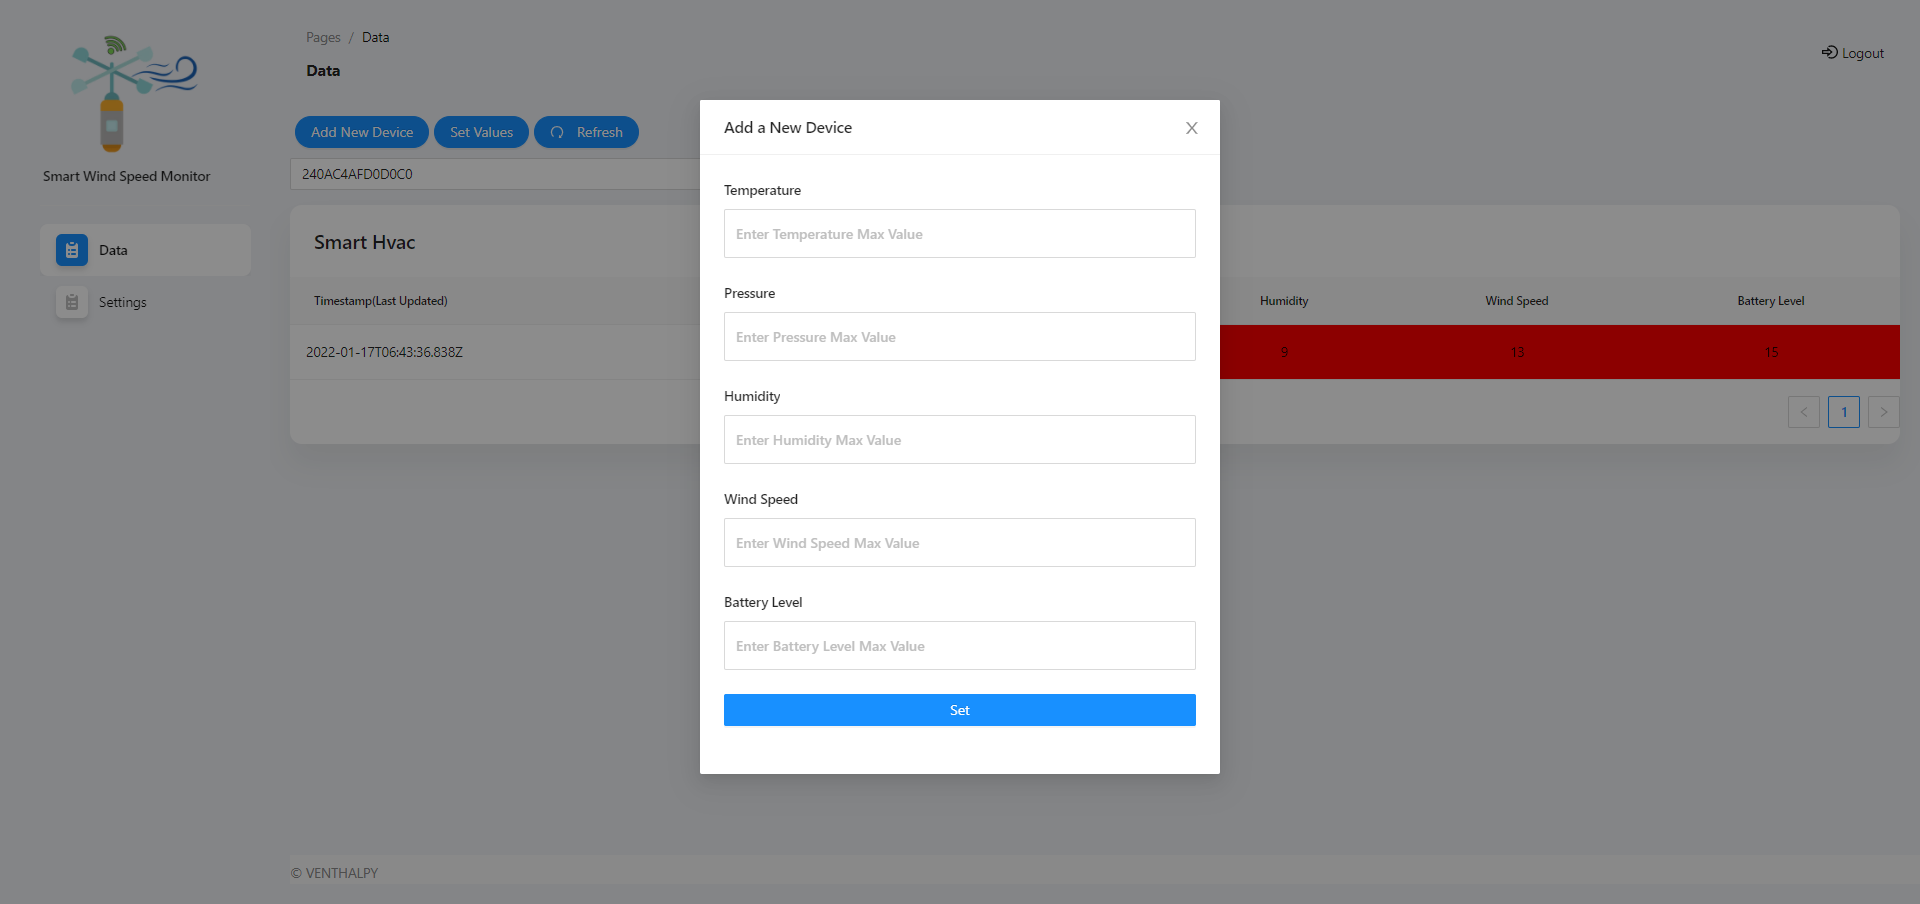 Pages / Data
Data
Logout
Smart Wind Speed Monitor
Data
Settings
Add New Device
Set Values
Refresh
240AC4AFD0D0C0
Smart Hvac
Timestamp(Last Updated)
Humidity
Wind Speed
Battery Level
2022-01-17T06:43:36.838Z
9
13
15
< 1 >
Add a New Device
X
Temperature
Enter Temperature Max Value
Pressure
Enter Pressure Max Value
Humidity
Enter Humidity Max Value
Wind Speed
Enter Wind Speed Max Value
Battery Level
Enter Battery Level Max Value
Set
© VENTHALPY